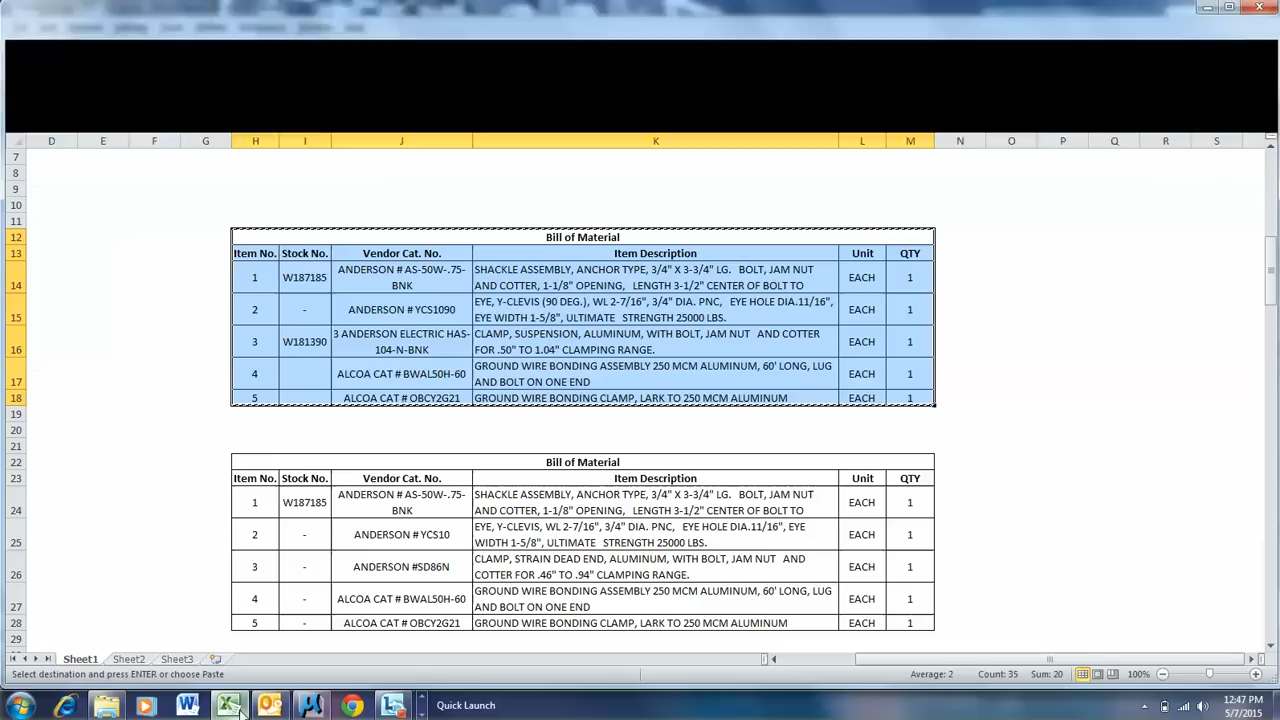 D E F G H I J K L M N O P Q R S
7
8
9
10
11
12 Bill of Material
13 Item No. Stock No. Vendor Cat. No. Item Description Unit QTY
ANDERSON # AS-50W-.75- SHACKLE ASSEMBLY, ANCHOR TYPE, 3/4" X 3-3/4" LG. BOLT, JAM NUT
14 1 W187185 BNK AND COTTER, 1-1/8" OPENING, LENGTH 3-1/2" CENTER OF BOLT TO EACH 1
EYE, Y-CLEVIS (90 DEG.), WL 2-7/16", 3/4" DIA. PNC, EYE HOLE DIA.11/16",
15 2 - ANDERSON # YCS1090 EYE WIDTH 1-5/8", ULTIMATE STRENGTH 25000 LBS. EACH 1
3 ANDERSON ELECTRIC HAS- CLAMP, SUSPENSION, ALUMINUM, WITH BOLT, JAM NUT AND COTTER
16 3 W181390 104-N-BNK FOR .50" TO 1.04" CLAMPING RANGE. EACH 1
GROUND WIRE BONDING ASSEMBLY 250 MCM ALUMINUM, 60' LONG, LUG
17 4 ALCOA CAT # BWAL50H-60 AND BOLT ON ONE END EACH 1
18 5 ALCOA CAT # OBCY2G21 GROUND WIRE BONDING CLAMP, LARK TO 250 MCM ALUMINUM EACH 1
19
20
21
22 Bill of Material
23 Item No. Stock No. Vendor Cat. No. Item Description Unit QTY
ANDERSON # AS-50W-.75- SHACKLE ASSEMBLY, ANCHOR TYPE, 3/4" X 3-3/4" LG. BOLT, JAM NUT
24 1 W187185 BNK AND COTTER, 1-1/8" OPENING, LENGTH 3-1/2" CENTER OF BOLT TO EACH 1
EYE, Y-CLEVIS, WL 2-7/16", 3/4" DIA. PNC, EYE HOLE DIA.11/16", EYE
25 2 - ANDERSON # YCS10 WIDTH 1-5/8", ULTIMATE STRENGTH 25000 LBS. EACH 1
CLAMP, STRAIN DEAD END, ALUMINUM, WITH BOLT, JAM NUT AND
26 3 - ANDERSON #SD86N COTTER FOR .46" TO .94" CLAMPING RANGE. EACH 1
GROUND WIRE BONDING ASSEMBLY 250 MCM ALUMINUM, 60' LONG, LUG
27 4 - ALCOA CAT # BWAL50H-60 AND BOLT ON ONE END EACH 1
28 5 - ALCOA CAT # OBCY2G21 GROUND WIRE BONDING CLAMP, LARK TO 250 MCM ALUMINUM EACH 1
29
Sheet1 Sheet2 Sheet3
Select destination and press ENTER or choose Paste Average: 2 Count: 35 Sum: 20 100%
Quick Launch 12:47 PM
5/7/2015